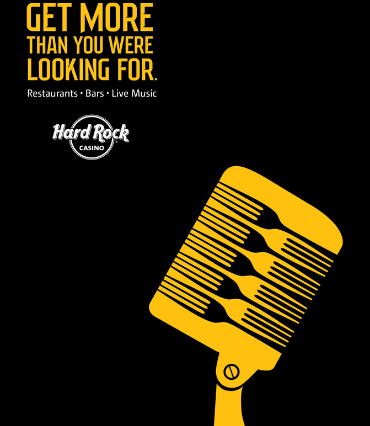 GET MORE
THAN YOU WERE
LOOKING FOR.
Restaurants • Bars • Live Music
Hard Rock
CASINO